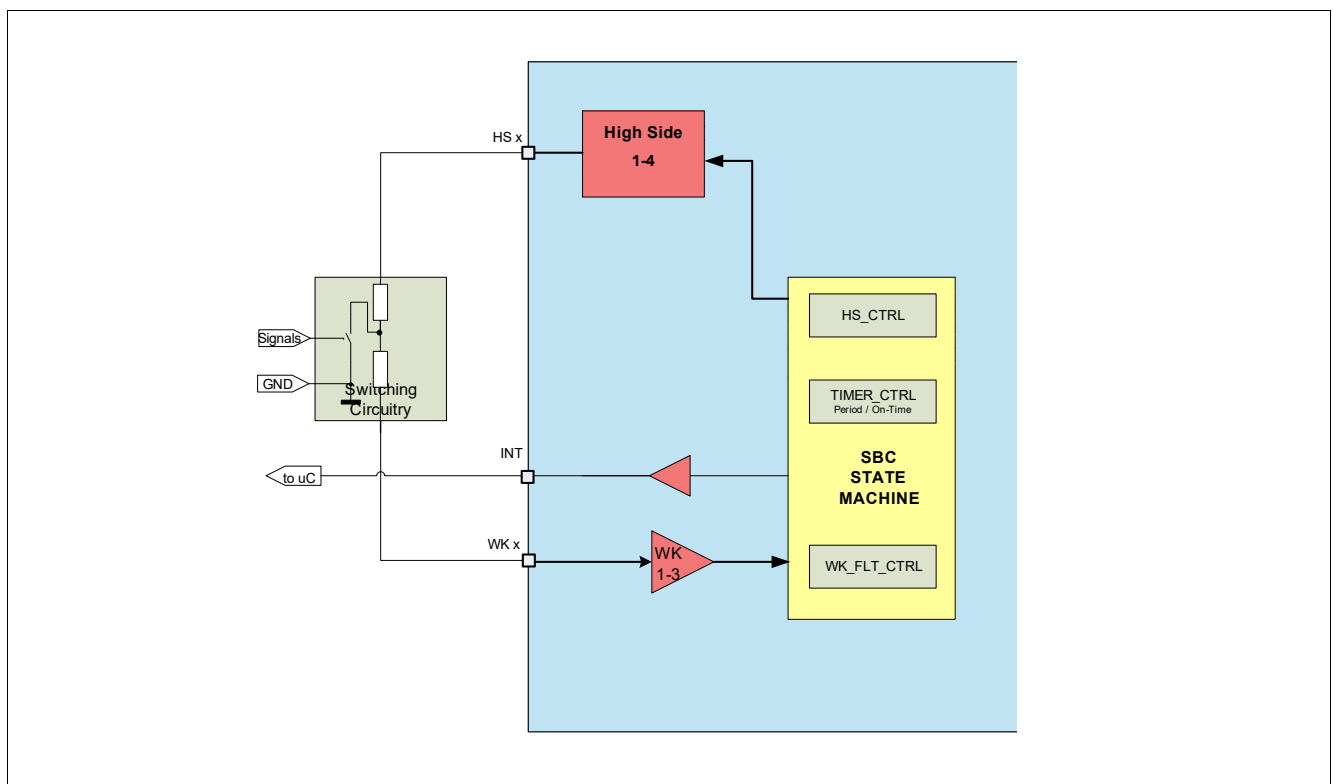 High Side
1-4
HS x
HS_CTRL
Signals
GND
Switching
Circuitry
TIMER_CTRL
Period / On-Time
INT
to uC
SBC
STATE
MACHINE
WK x
WK
1-3
WK_FLT_CTRL